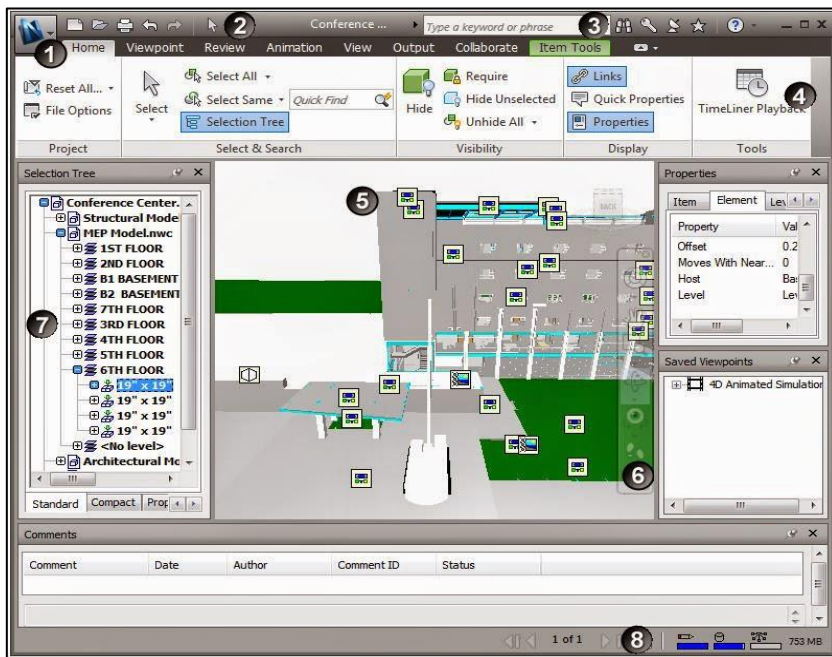 Conference ...
Type a keyword or phrase
1
2
3
Home Viewpoint Review Animation View Output Collaborate Item Tools
Reset All...
File Options
Project
Select
Select All
Select Same
Quick Find
Selection Tree
Select & Search
Hide
Require
Hide Unselected
Unhide All
Visibility
Links
Quick Properties
Properties
Display
TimeLiner Playback
4
Tools
Selection Tree
Conference Center.
Structural Model
MEP Model.nwc
1ST FLOOR
2ND FLOOR
B1 BASEMENT
B2 BASEMENT
7TH FLOOR
3RD FLOOR
4TH FLOOR
5TH FLOOR
6TH FLOOR
19" x 19"
19" x 19"
19" x 19"
19" x 19"
<No level>
Architectural Mo
7
Standard Compact Prop
5
BACK
6
Properties
Item Element Lev
Property Val
Offset 0.2
Moves With Near... 0
Host Bas
Level Lev
Saved Viewpoints
4D Animated Simulation
Comments
Comment Date Author Comment ID Status
1 of 1
8
753 MB